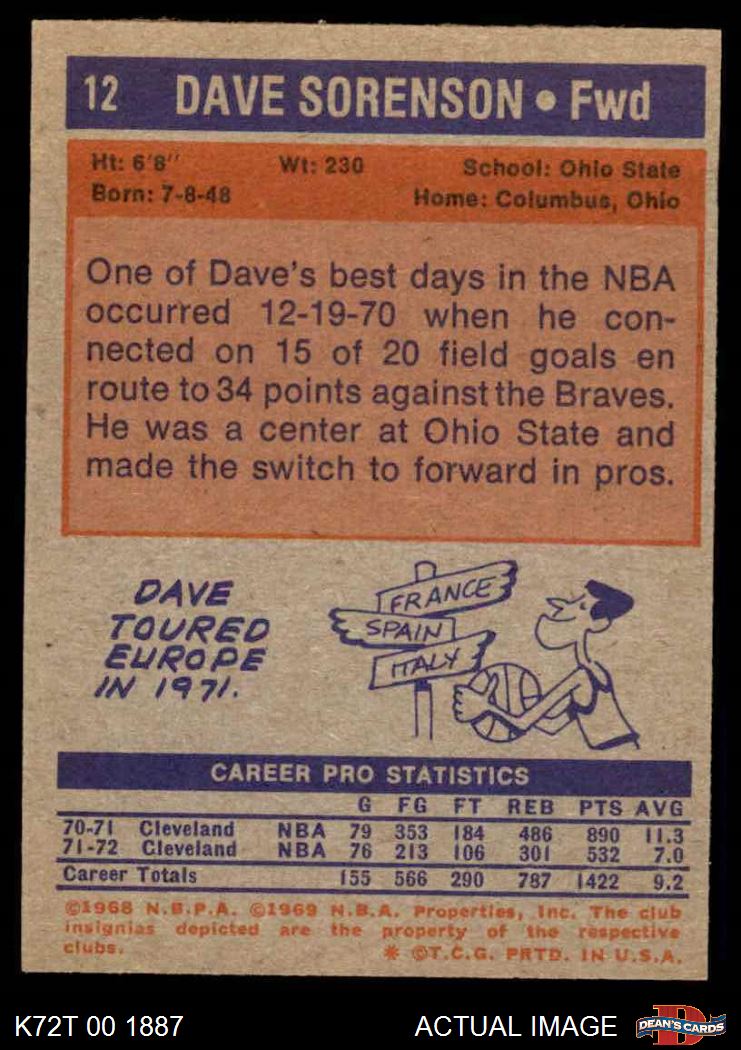 12 DAVE SORENSON • Fwd
Ht: 6'8" Wt: 230 School: Ohio State
Born: 7-8-48 Home: Columbus, Ohio
One of Dave's best days in the NBA
occurred 12-19-70 when he con-
nected on 15 of 20 field goals en
route to 34 points against the Braves.
He was a center at Ohio State and
made the switch to forward in pros.
DAVE
TOURED
EUROPE
IN 1971.
FRANCE
SPAIN
ITALY
CAREER PRO STATISTICS
G FG FT REB PTS AVG
70-71 Cleveland NBA 79 353 184 486 890 11.3
71-72 Cleveland NBA 76 213 106 301 532 7.0
Career Totals 155 566 290 787 1422 9.2
©1968 N.B.P.A. ©1969 N.B.A. Properties, Inc. The club
insignias depicted are the property of the respective
clubs. * ©T.C.G. PRTD. IN U.S.A.
K72T 00 1887 ACTUAL IMAGE D DEAN'S CARDS